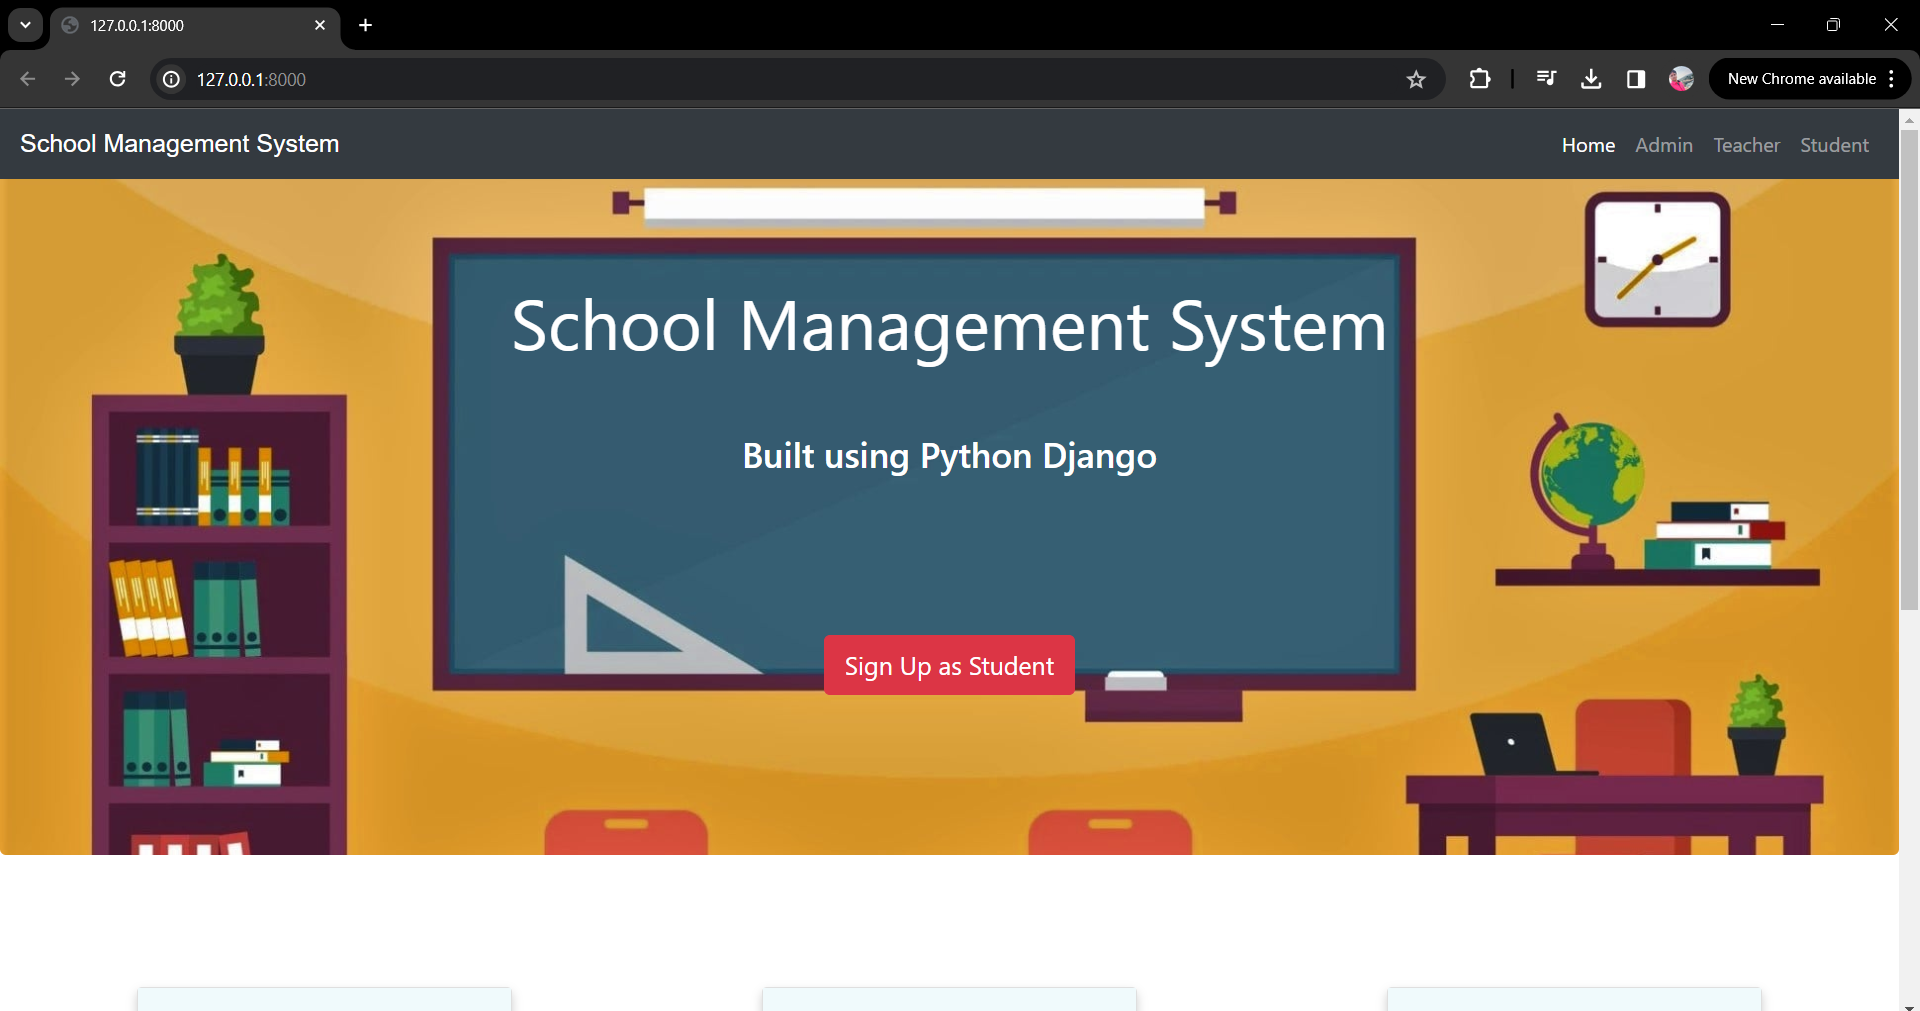 127.0.0.1:8000
127.0.0.1:8000
New Chrome available
School Management System
Home Admin Teacher Student
School Management System
Built using Python Django
Sign Up as Student